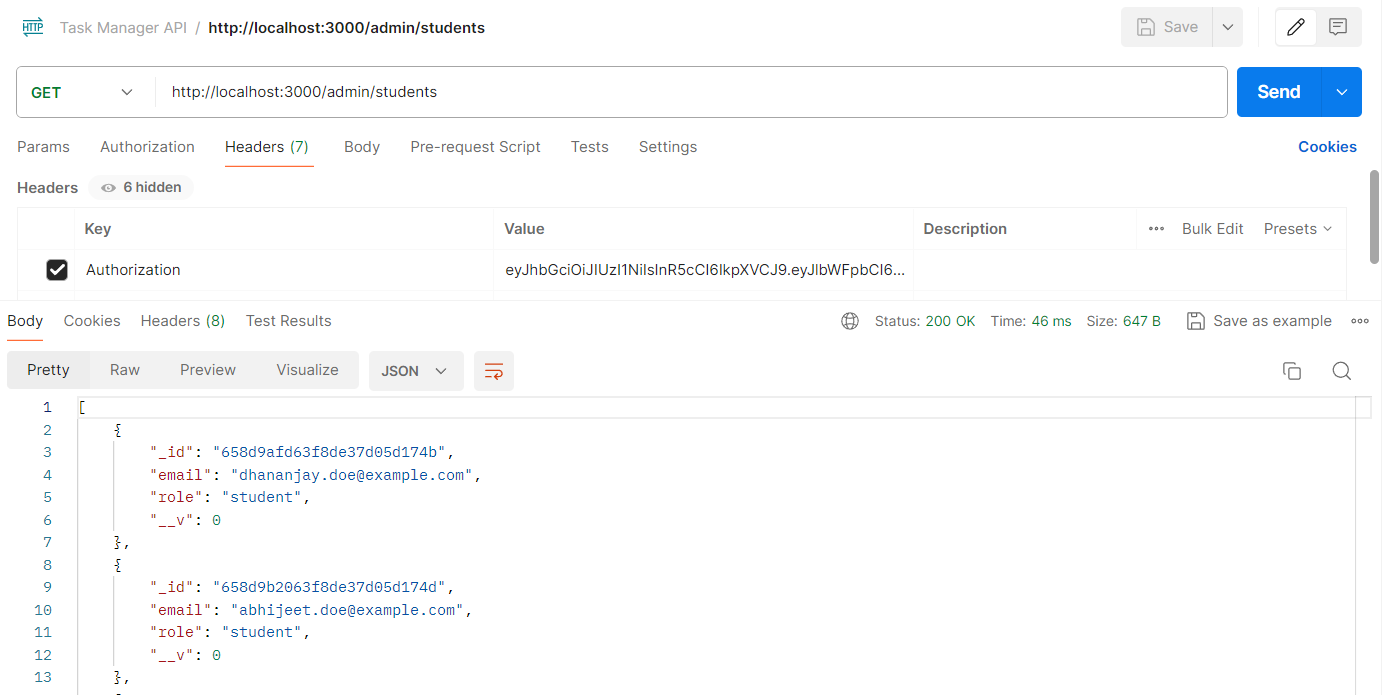 HTTP Task Manager API / http://localhost:3000/admin/students Save
GET http://localhost:3000/admin/students Send
Params Authorization Headers (7) Body Pre-request Script Tests Settings Cookies
Headers 6 hidden
Key Value Description ••• Bulk Edit Presets
Authorization eyJhbGciOiJIUzI1NiIsInR5cCI6IkpXVCJ9.eyJlbWFpbCI6...
Body Cookies Headers (8) Test Results Status: 200 OK Time: 46 ms Size: 647 B Save as example
Pretty Raw Preview Visualize JSON
1 [
2 {
3 "_id": "658d9afd63f8de37d05d174b",
4 "email": "dhananjay.doe@example.com",
5 "role": "student",
6 "__v": 0
7 },
8 {
9 "_id": "658d9b2063f8de37d05d174d",
10 "email": "abhijeet.doe@example.com",
11 "role": "student",
12 "__v": 0
13 },